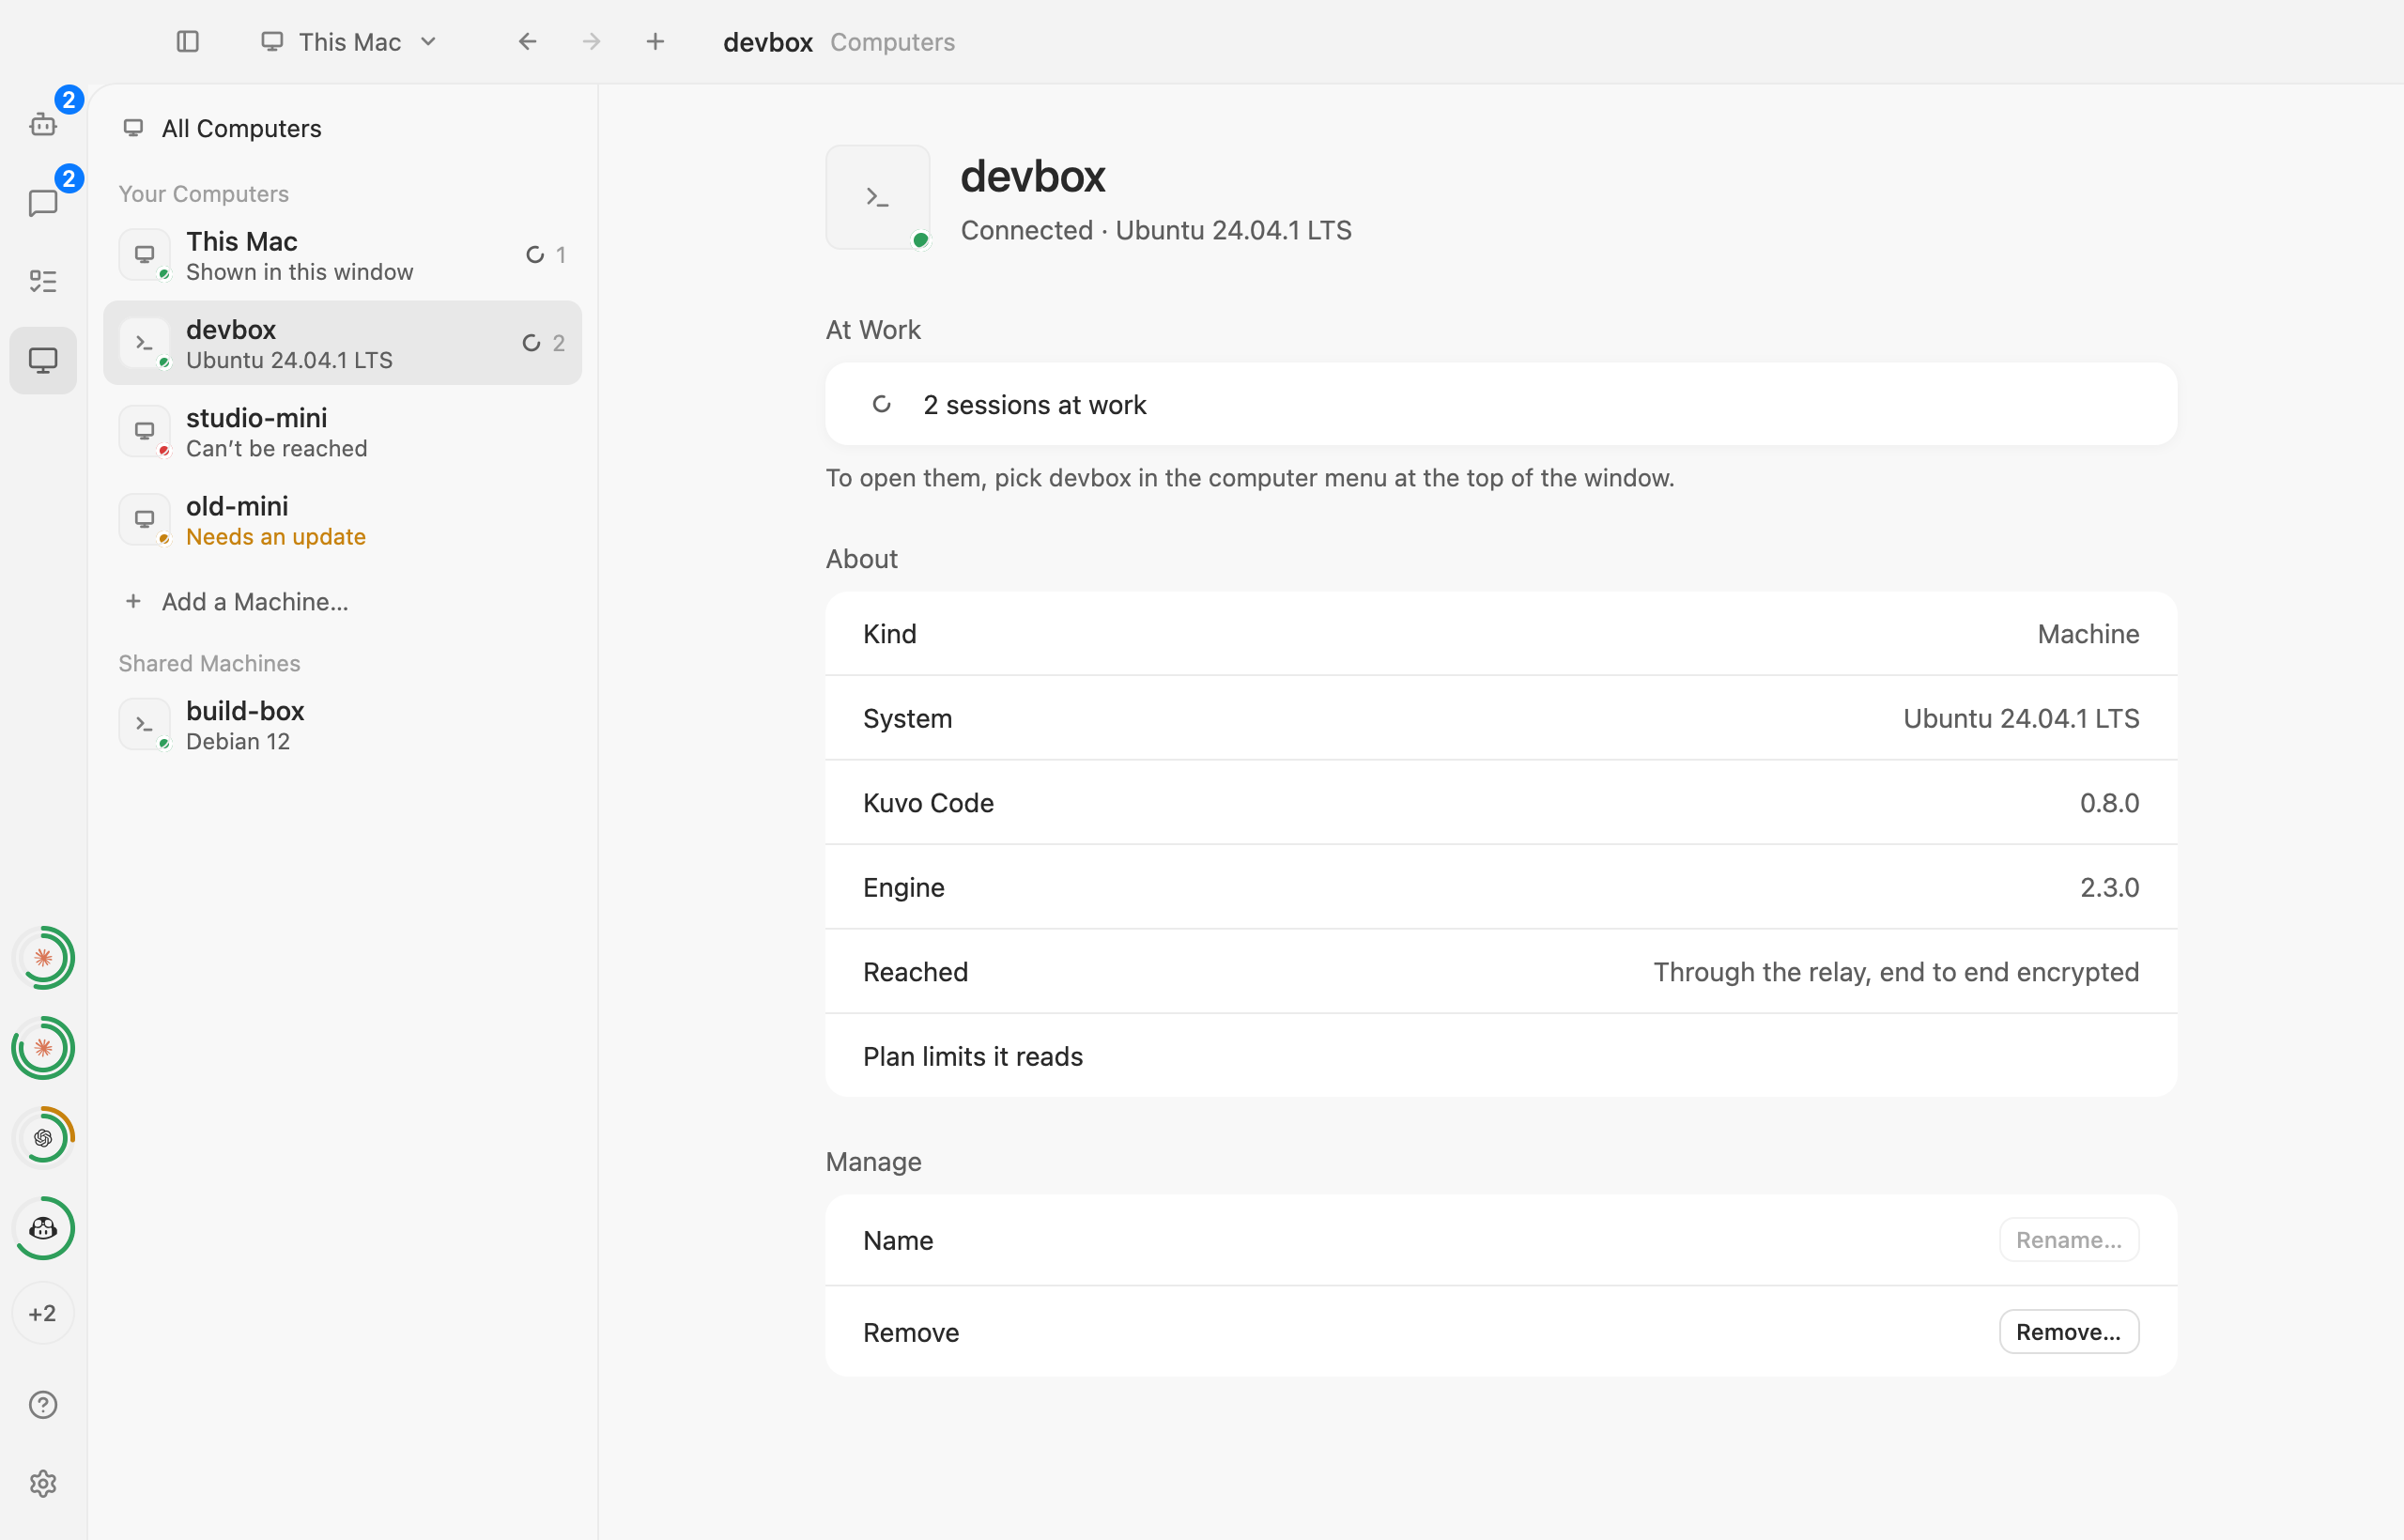 This Mac
devbox Computers
2
2
All Computers
Your Computers
This Mac
Shown in this window
1
devbox
Ubuntu 24.04.1 LTS
2
studio-mini
Can’t be reached
old-mini
Needs an update
Add a Machine...
Shared Machines
build-box
Debian 12
+2
devbox
Connected · Ubuntu 24.04.1 LTS
At Work
2 sessions at work
To open them, pick devbox in the computer menu at the top of the window.
About
Kind Machine
System Ubuntu 24.04.1 LTS
Kuvo Code 0.8.0
Engine 2.3.0
Reached Through the relay, end to end encrypted
Plan limits it reads
Manage
Name Rename...
Remove Remove...